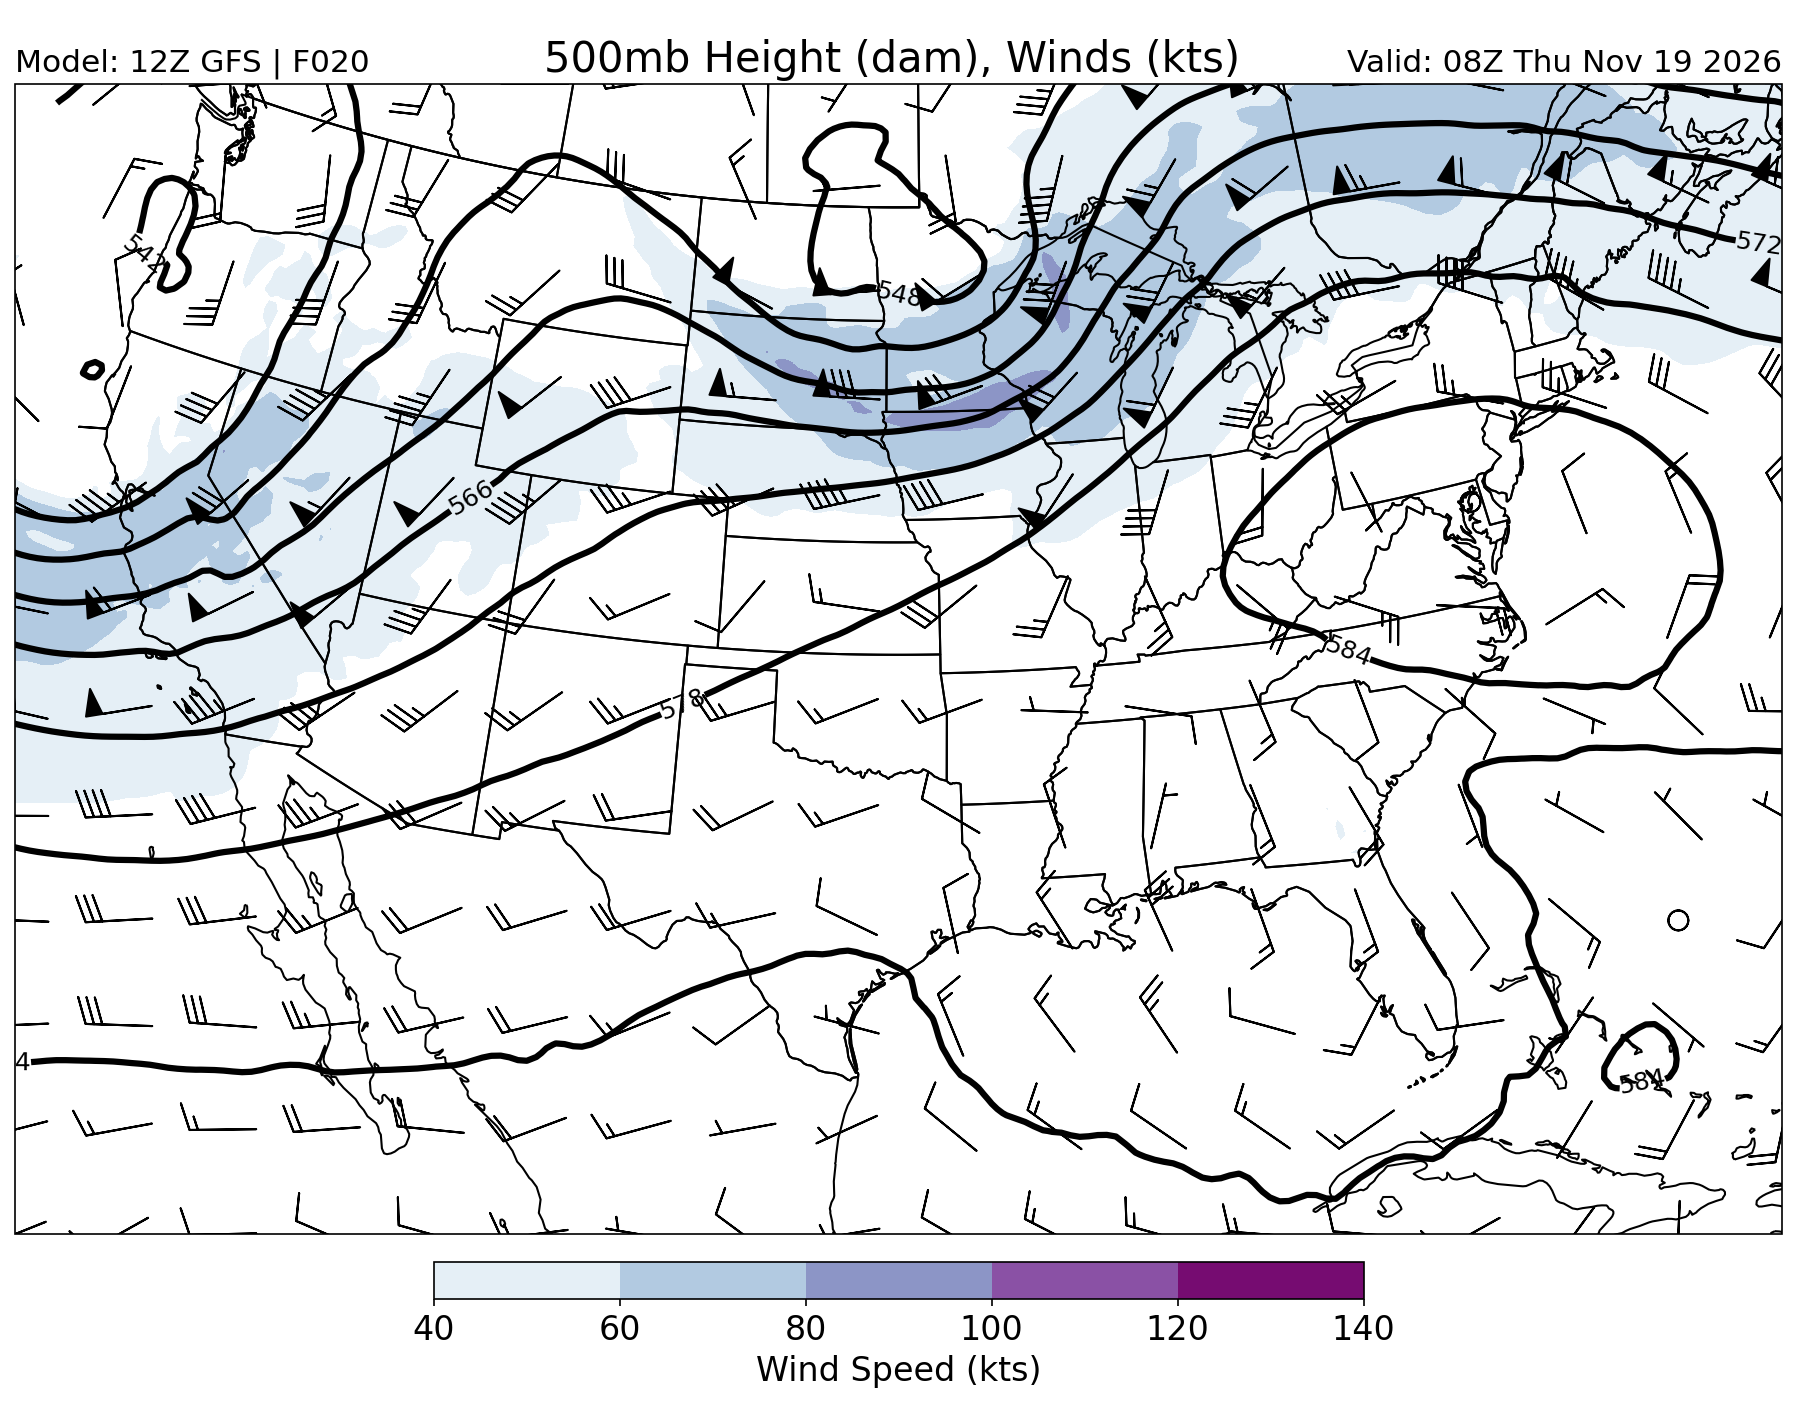 Model: 12Z GFS | F020
500mb Height (dam), Winds (kts)
Valid: 08Z Thu Nov 19 2026
542
572
548
566
584
578
4
584
40 60 80 100 120 140
Wind Speed (kts)